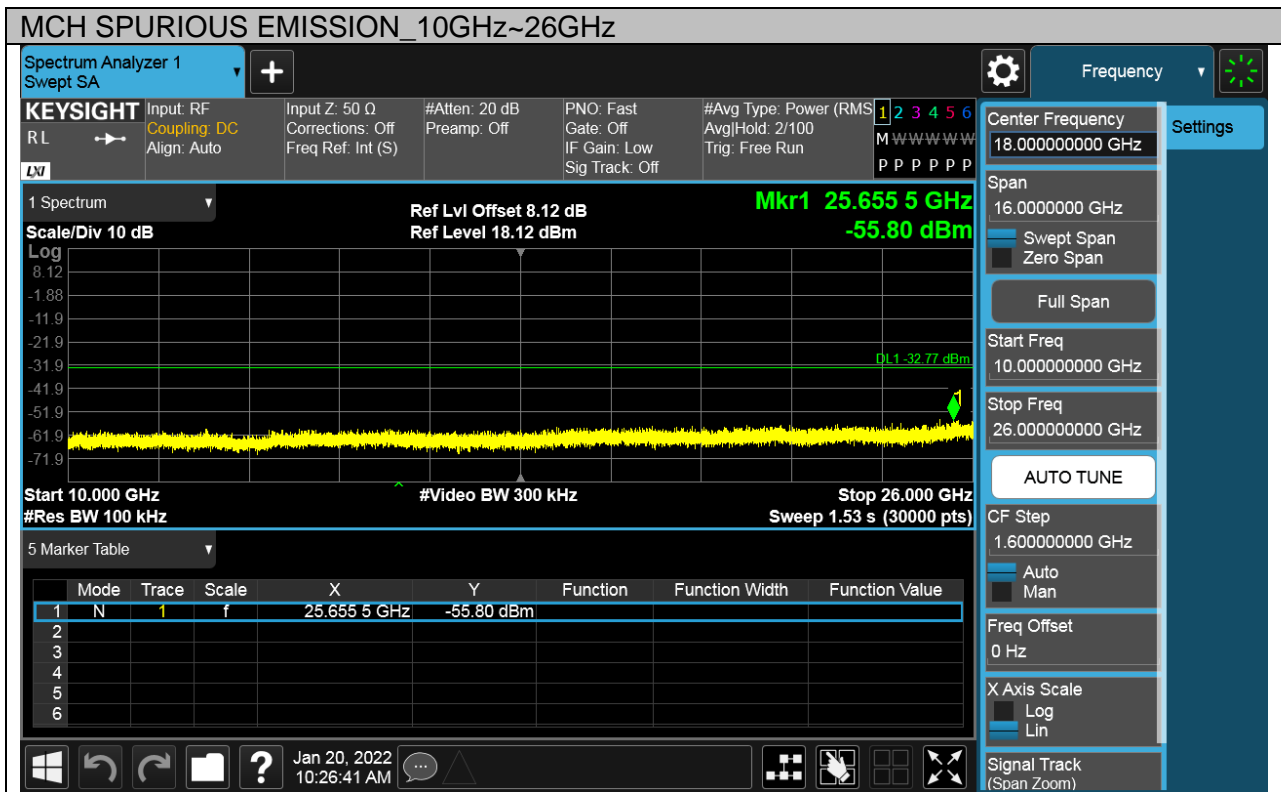 MCH SPURIOUS EMISSION_10GHz~26GHz
Spectrum Analyzer 1
Swept SA
+
Frequency
KEYSIGHT
RL
LXI
Input: RF
Coupling: DC
Align: Auto
Input Z: 50 Ω
Corrections: Off
Freq Ref: Int (S)
#Atten: 20 dB
Preamp: Off
PNO: Fast
Gate: Off
IF Gain: Low
Sig Track: Off
#Avg Type: Power (RMS
Avg|Hold: 2/100
Trig: Free Run
1 2 3 4 5 6
M W W W W W
P P P P P P
1 Spectrum
Scale/Div 10 dB
Ref Lvl Offset 8.12 dB
Ref Level 18.12 dBm
Mkr1 25.655 5 GHz
-55.80 dBm
Log
8.12
-1.88
-11.9
-21.9
-31.9
-41.9
-51.9
-61.9
-71.9
DL1 -32.77 dBm
1
Start 10.000 GHz
#Res BW 100 kHz
#Video BW 300 kHz
Stop 26.000 GHz
Sweep 1.53 s (30000 pts)
5 Marker Table
Mode Trace Scale X Y Function Function Width Function Value
1 N 1 f 25.655 5 GHz -55.80 dBm
2
3
4
5
6
?
Jan 20, 2022
10:26:41 AM
Center Frequency
18.000000000 GHz
Settings
Span
16.0000000 GHz
Swept Span
Zero Span
Full Span
Start Freq
10.000000000 GHz
Stop Freq
26.000000000 GHz
AUTO TUNE
CF Step
1.600000000 GHz
Auto
Man
Freq Offset
0 Hz
X Axis Scale
Log
Lin
Signal Track
(Span Zoom)